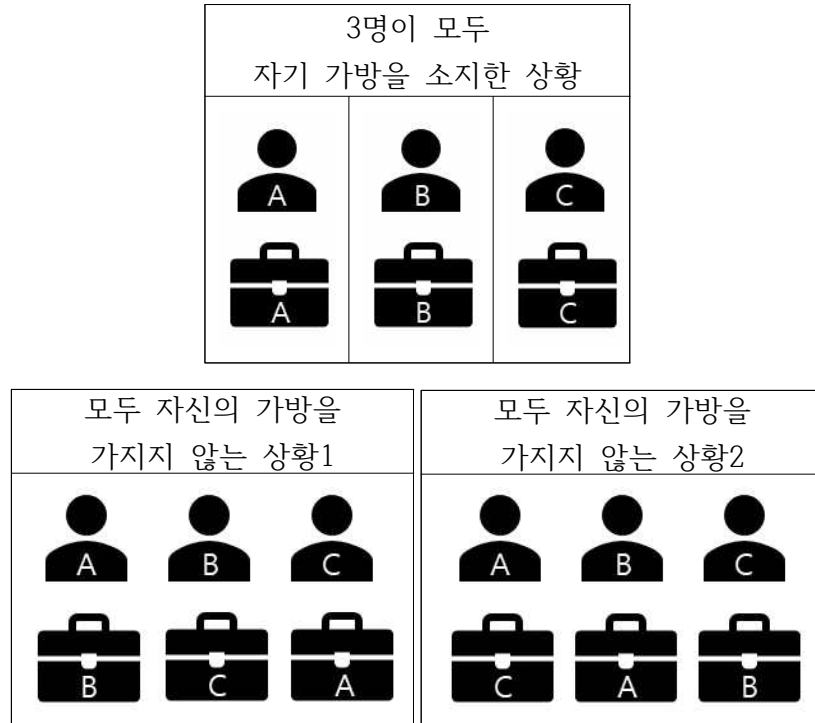 3명이 모두
자기 가방을 소지한 상황
A B C
A B C
모두 자신의 가방을
가지지 않는 상황1
A B C
B C A
모두 자신의 가방을
가지지 않는 상황2
A B C
C A B